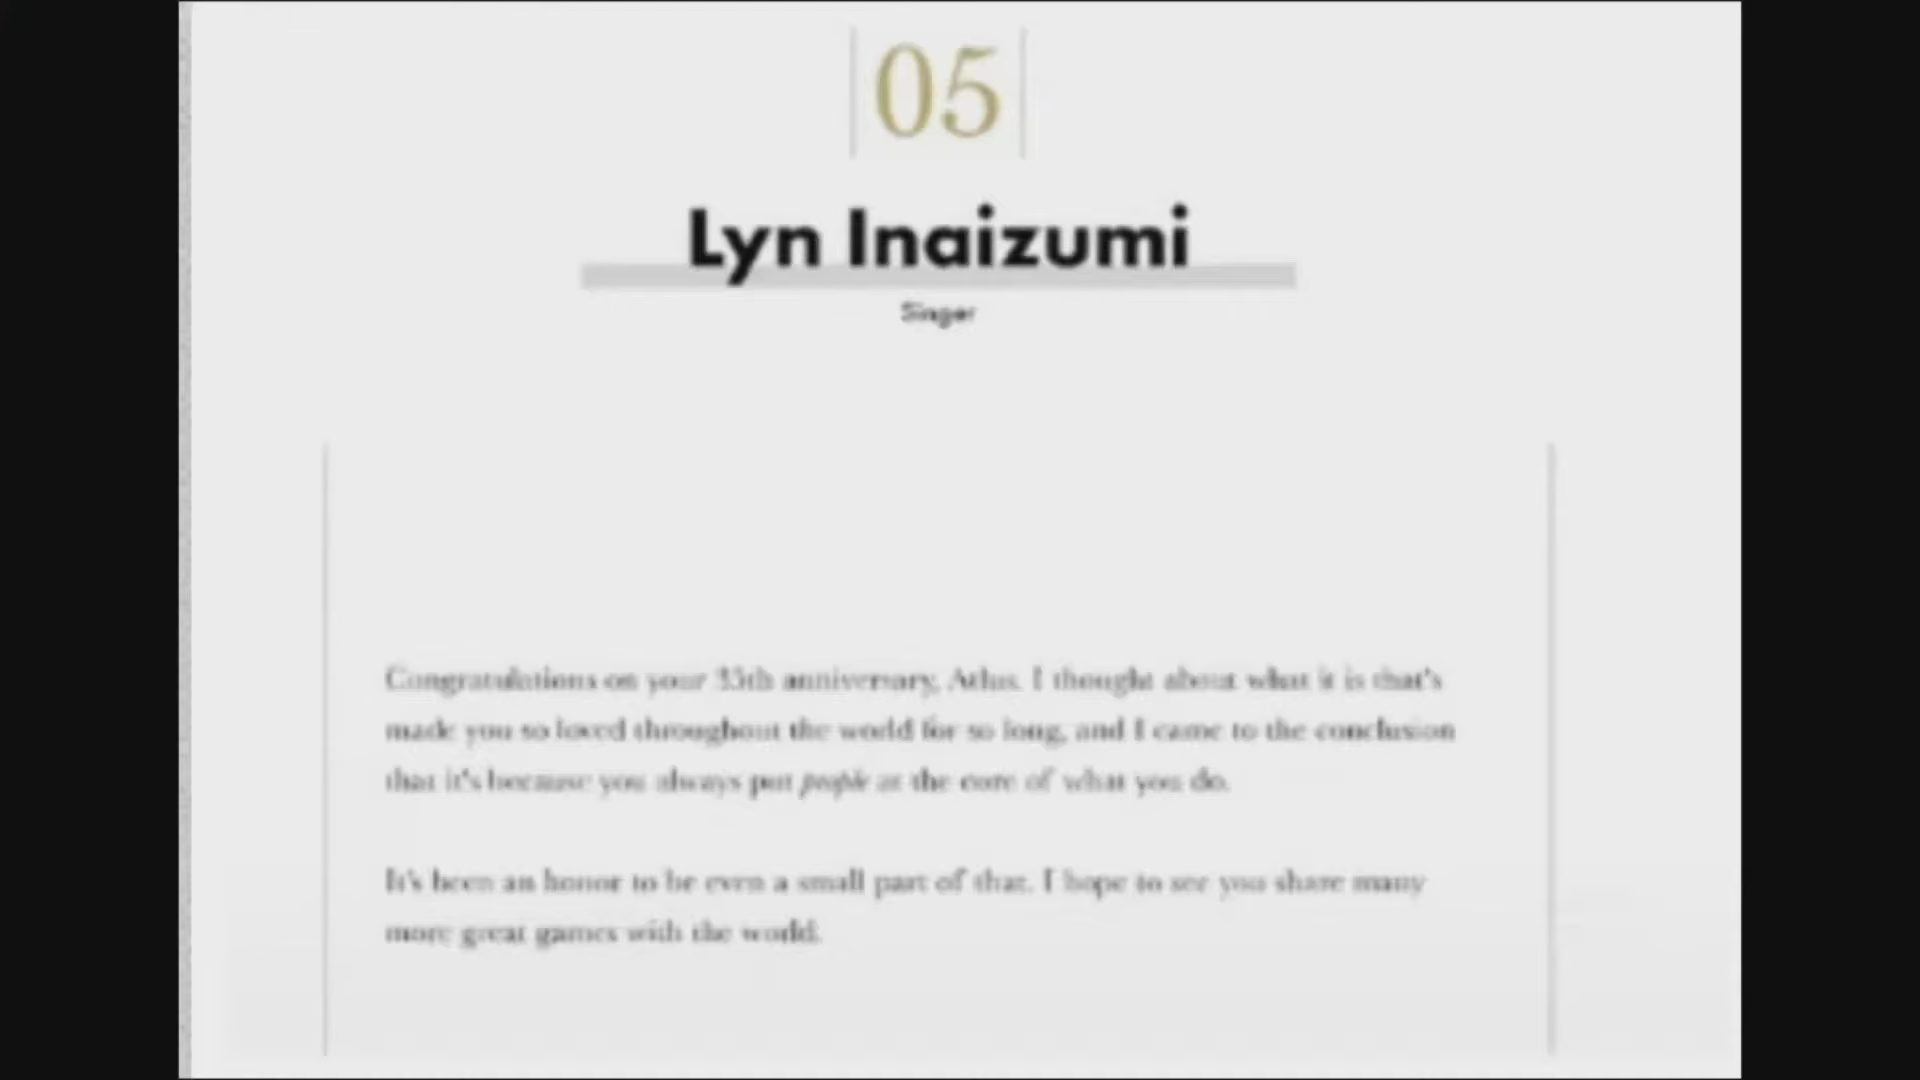 05
Lyn Inaizumi
Singer
Congratulations on your 35th anniversary, Atlus. I thought about what it is that's
made you so loved throughout the world for so long, and I came to the conclusion
that it's because you always put people at the core of what you do.
It's been an honor to be even a small part of that. I hope to see you share many
more great games with the world.